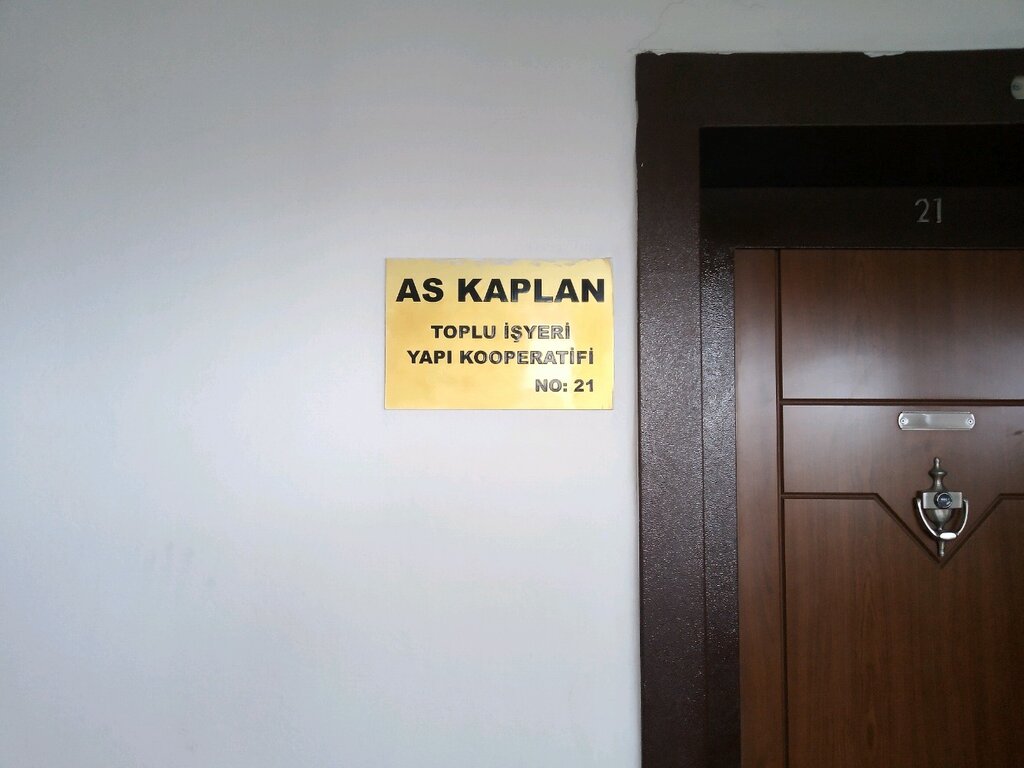 AS KAPLAN
TOPLU İŞYERİ
YAPI KOOPERATİFİ
NO: 21
21